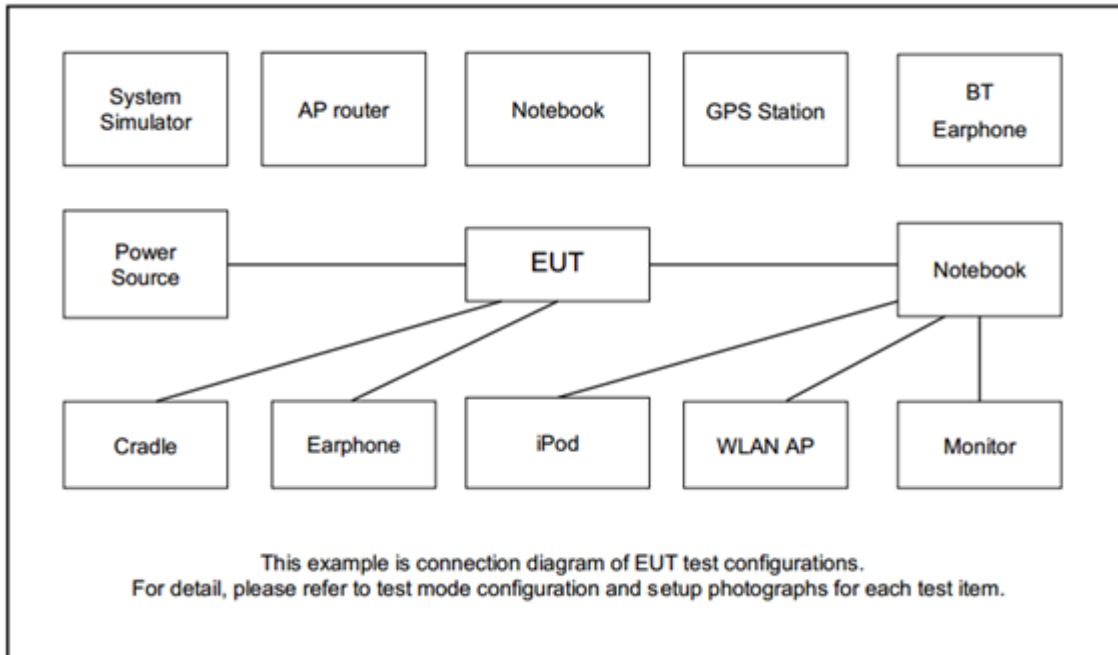 System
Simulator
AP router
Notebook
GPS Station
BT
Earphone
Power
Source
EUT
Notebook
Cradle
Earphone
iPod
WLAN AP
Monitor
This example is connection diagram of EUT test configurations.
For detail, please refer to test mode configuration and setup photographs for each test item.